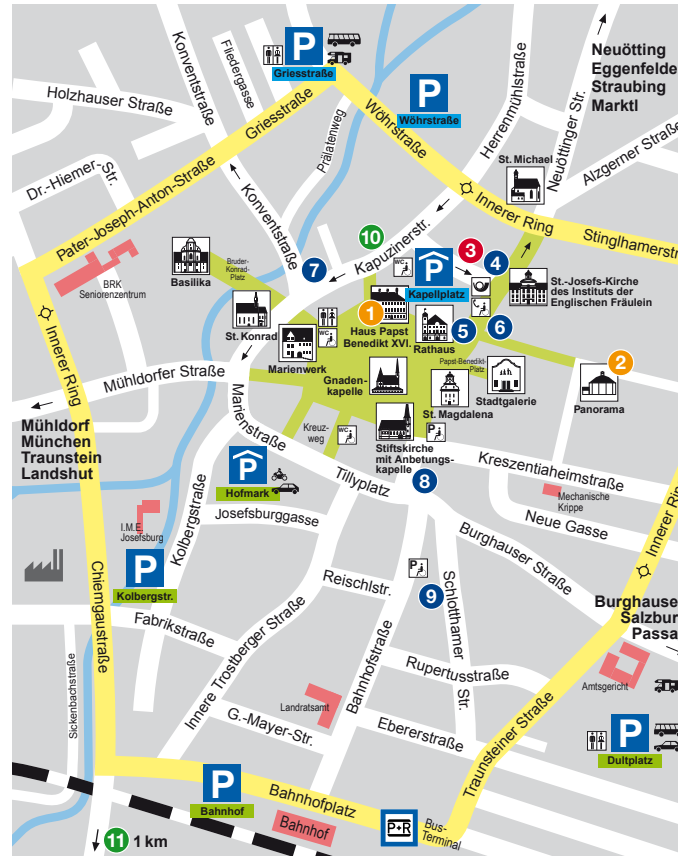 P
Griesstraße
P
Wöhrstraße
Neuötting
Eggenfelde
Straubing
Marktl
Konventstraße
Fliedergasse
Holzhauser Straße
Griesstraße
Wöhrstraße
Prälatenweg
Herrenmühlstraße
Neuöttinger Str.
Alzgerner Straße
Dr.-Hiemer-Str.
Pater-Joseph-Anton-Straße
Konventstraße
St. Michael
Innerer Ring
Stinglhamerstr
10
Kapuzinerstr.
3
4
7
WC
P
Kapellplatz
Basilika
Bruder-
Konrad-
Platz
BRK
Seniorenzentrum
St.-Josefs-Kirche
des Instituts der
Englischen Fräulein
St. Konrad
Marienwerk
WC
1
Haus Papst
Benedikt XVI.
Rathaus
5
6
Innerer Ring
Mühldorfer Straße
Gnaden-
kapelle
Papst-Benedikt-
Platz
St. Magdalena
Stadtgalerie
2
Panorama
Mühldorf
München
Traunstein
Landshut
Marienstraße
Kreuz-
weg
WC
Stiftskirche
mit Anbetungs-
kapelle
P
8
Kreszentiaheimstraße
P
Hofmark
Tillyplatz
Mechanische
Krippe
Neue Gasse
Innerer Rin
I.M.E.
Josefsburg
Kolbergstraße
Josefsburggasse
Burghauser Straße
P
Kolbergstr.
Chiemgaustraße
Reischlstr.
P
9
Schlotthamer
Str.
Burghause
Salzbur
Passa
Fabrikstraße
Innere Trostberger Straße
Bahnhofstraße
Rupertusstraße
Amtsgericht
Sickenbachstraße
Landratsamt
G.-Mayer-Str.
Ebererstraße
Traunsteiner Straße
P
Dultplatz
P
Bahnhof
Bahnhofplatz
Bahnhof
P+R
Bus-
Terminal
11
1 km